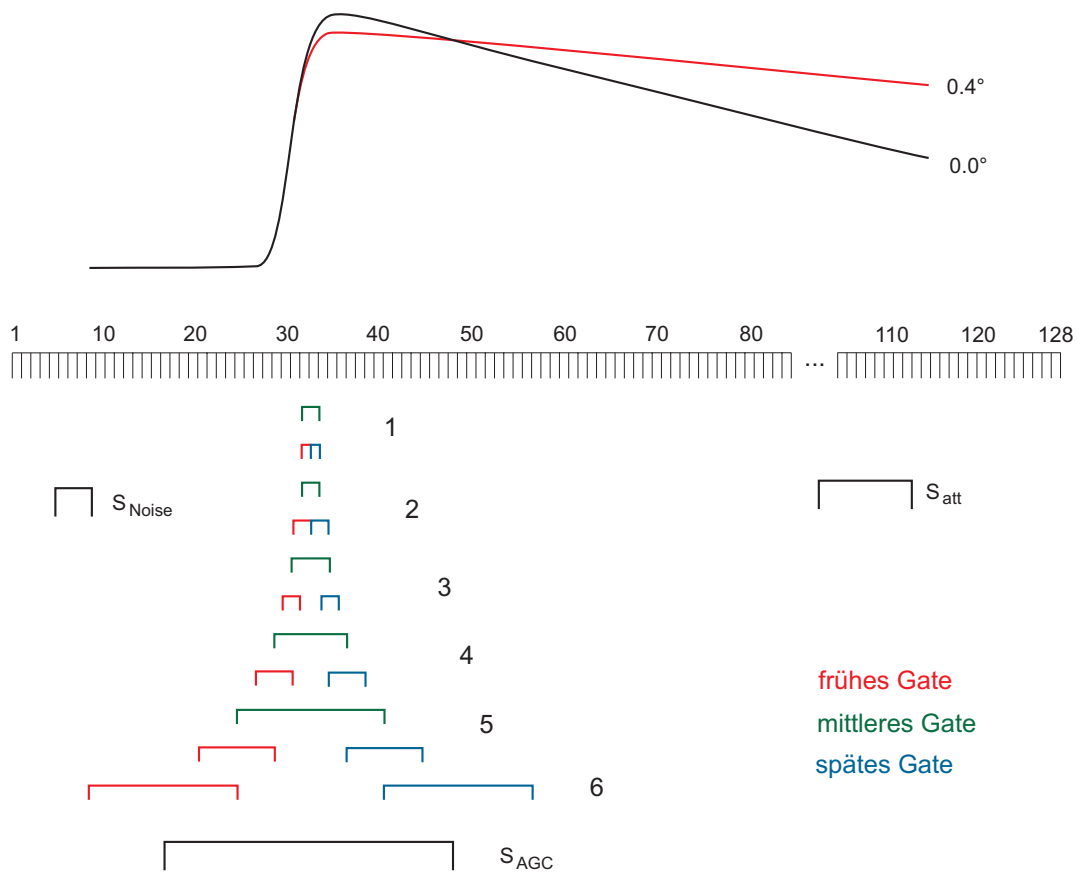 0.4°
0.0°
1 10 20 30 40 50 60 70 80 ... 110 120 128
1
S Noise
2
S att
3
4
frühes Gate
mittleres Gate
5
spätes Gate
6
S AGC